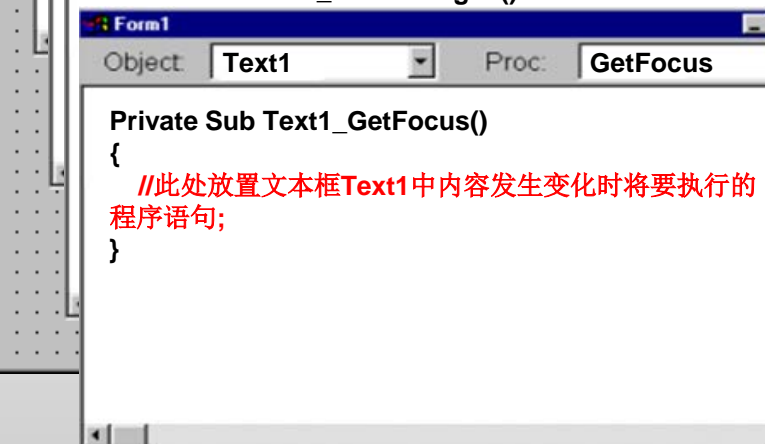 Form1
Object: Text1 Proc: GetFocus
Private Sub Text1_GetFocus()
{
//此处放置文本框Text1中内容发生变化时将要执行的
程序语句;
}